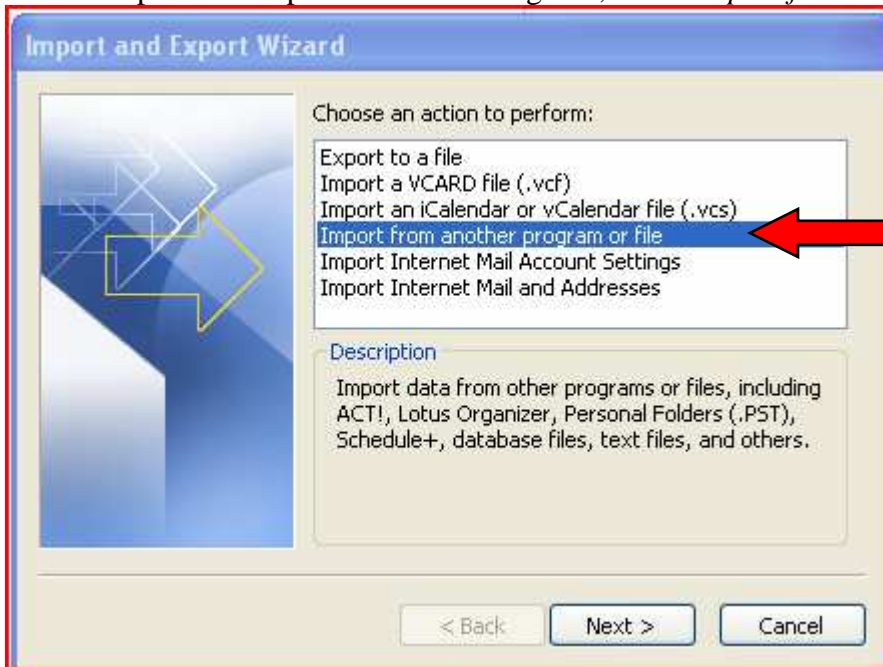 Import and Export Wizard
Choose an action to perform:
Export to a file
Import a VCARD file (.vcf)
Import an iCalendar or vCalendar file (.vcs)
Import from another program or file
Import Internet Mail Account Settings
Import Internet Mail and Addresses
Description
Import data from other programs or files, including
ACT!, Lotus Organizer, Personal Folders (.PST),
Schedule+, database files, text files, and others.
< Back Next > Cancel